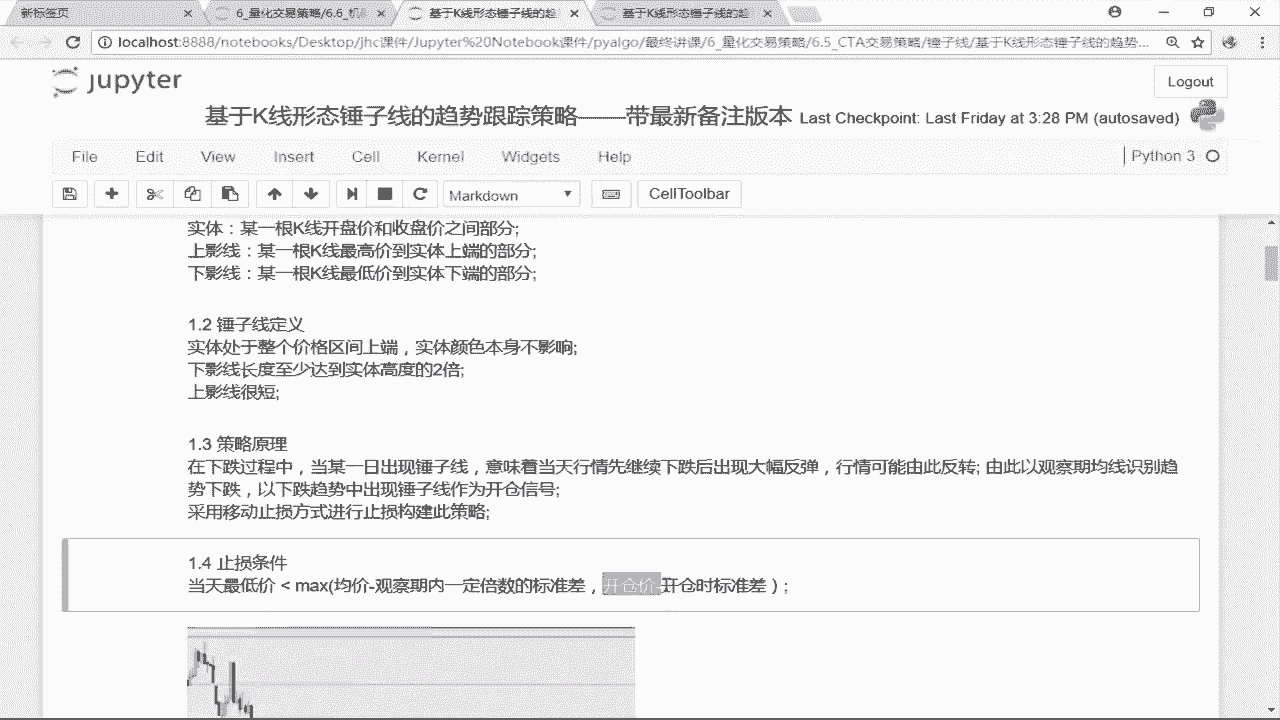 新标签页
6_量化交易策略/6.6_机
基于K线形态锤子线的趋
基于K线形态锤子线的趋
localhost:8888/notebooks/Desktop/jhc课件/Jupyter%20Notebook课件/pyalgo/最终讲课/6_量化交易策略/6.5_CTA交易策略/锤子线/基于K线形态锤子线的趋势...
jupyter
Logout
基于K线形态锤子线的趋势跟踪策略——带最新备注版本 Last Checkpoint: Last Friday at 3:28 PM (autosaved)
File Edit View Insert Cell Kernel Widgets Help Python 3
Markdown CellToolbar
实体：某一根K线开盘价和收盘价之间部分;
上影线：某一根K线最高价到实体上端的部分;
下影线：某一根K线最低价到实体下端的部分;
1.2 锤子线定义
实体处于整个价格区间上端，实体颜色本身不影响;
下影线长度至少达到实体高度的2倍;
上影线很短;
1.3 策略原理
在下跌过程中，当某一日出现锤子线，意味着当天行情先继续下跌后出现大幅反弹，行情可能由此反转; 由此以观察期均线识别趋
势下跌，以下跌趋势中出现锤子线作为开仓信号;
采用移动止损方式进行止损构建此策略;
1.4 止损条件
当天最低价 < max(均价-观察期内一定倍数的标准差，开仓价-开仓时标准差）;